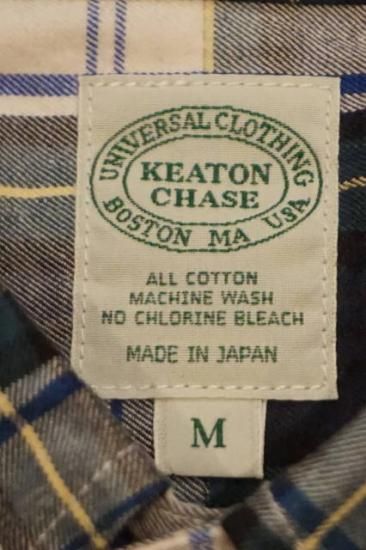 UNIVERSAL CLOTHING
KEATON
CHASE
BOSTON MA USA
ALL COTTON
MACHINE WASH
NO CHLORINE BLEACH
MADE IN JAPAN
M